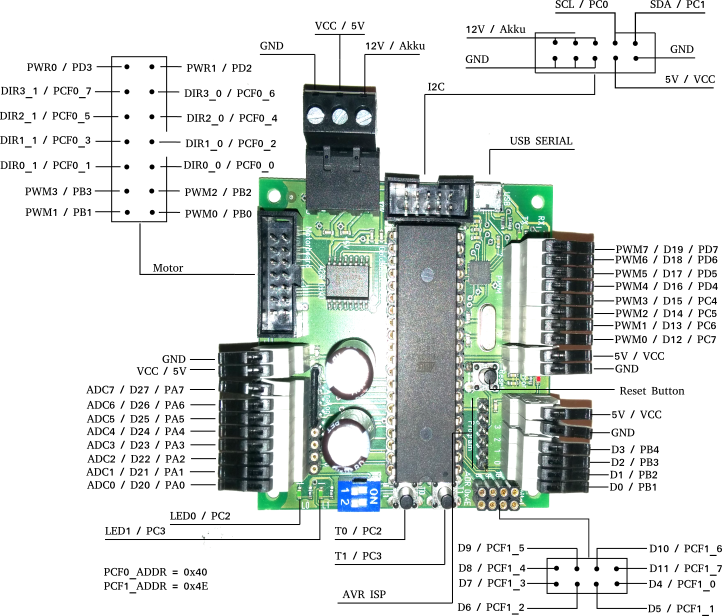 SCL / PC0
SDA / PC1
VCC / 5V
12V / Akku
GND
12V / Akku
GND
GND
5V / VCC
I2C
PWR0 / PD3
PWR1 / PD2
DIR3_1 / PCF0_7
DIR3_0 / PCF0_6
DIR2_1 / PCF0_5
DIR2_0 / PCF0_4
DIR1_1 / PCF0_3
DIR1_0 / PCF0_2
DIR0_1 / PCF0_1
DIR0_0 / PCF0_0
PWM3 / PB3
PWM2 / PB2
PWM1 / PB1
PWM0 / PB0
Motor
USB SERIAL
PWM7 / D19 / PD7
PWM6 / D18 / PD6
PWM5 / D17 / PD5
PWM4 / D16 / PD4
PWM3 / D15 / PC4
PWM2 / D14 / PC5
PWM1 / D13 / PC6
PWM0 / D12 / PC7
5V / VCC
GND
Reset Button
5V / VCC
GND
D3 / PB4
D2 / PB3
D1 / PB2
D0 / PB1
GND
VCC / 5V
ADC7 / D27 / PA7
ADC6 / D26 / PA6
ADC5 / D25 / PA5
ADC4 / D24 / PA4
ADC3 / D23 / PA3
ADC2 / D22 / PA2
ADC1 / D21 / PA1
ADC0 / D20 / PA0
ON
1 2
LED0 / PC2
LED1 / PC3
T0 / PC2
T1 / PC3
AVR ISP
PCF0_ADDR = 0x40
PCF1_ADDR = 0x4E
D9 / PCF1_5
D10 / PCF1_6
D8 / PCF1_4
D11 / PCF1_7
D7 / PCF1_3
D4 / PCF1_0
D6 / PCF1_2
D5 / PCF1_1